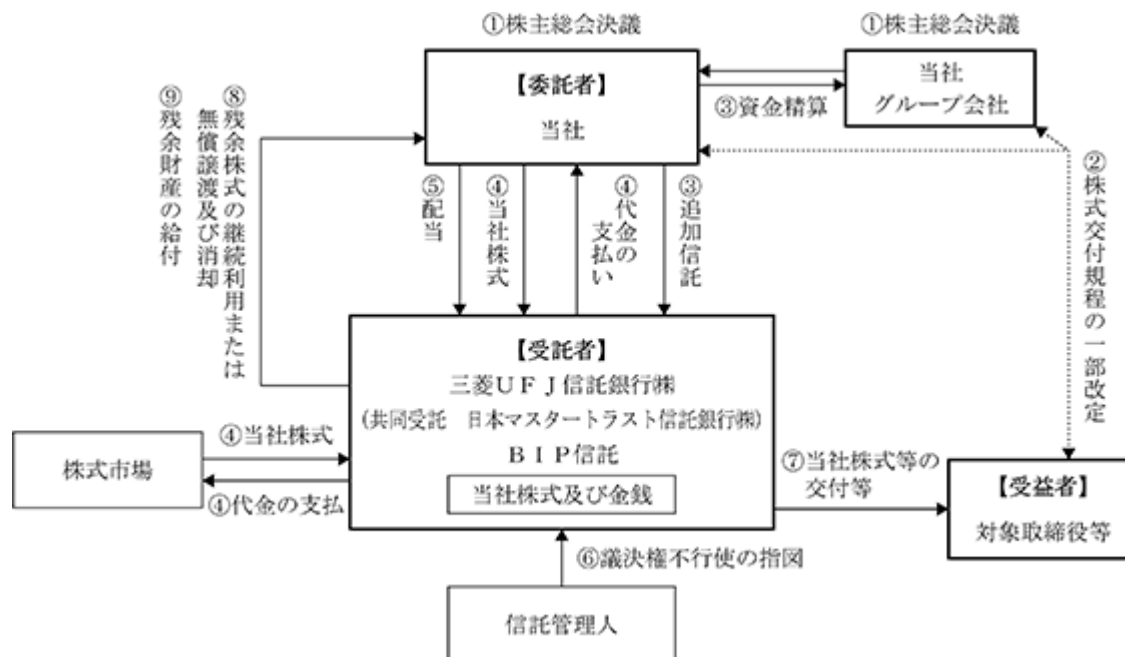 ①株主総会決議
①株主総会決議
【委託者】
当社
当社
グループ会社
③資金精算
⑨残余財産の給付
⑧残余株式の継続利用または
無償譲渡及び消却
⑤配当
④当社株式
④代金の
支払い
③追加信託
②株式交付規程の一部改定
【受託者】
三菱UFJ信託銀行㈱
(共同受託　日本マスタートラスト信託銀行㈱)
BIP信託
当社株式及び金銭
株式市場
④当社株式
④代金の支払
⑦当社株式等の
交付等
【受益者】
対象取締役等
⑥議決権不行使の指図
信託管理人